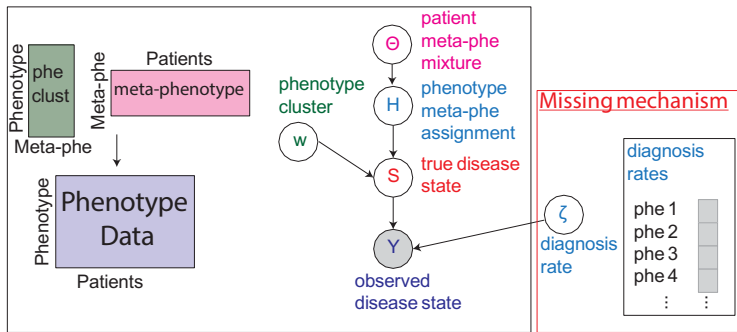 Phenotype
phe
clust
Meta-phe
Patients
Meta-phe
meta-phenotype
Phenotype
Phenotype
Data
Patients
Θ
patient
meta-phe
mixture
H
phenotype
meta-phe
assignment
phenotype
cluster
w
S
true disease
state
Y
observed
disease state
Missing mechanism
ζ
diagnosis
rate
diagnosis
rates
phe 1
phe 2
phe 3
phe 4
⋮ ⋮